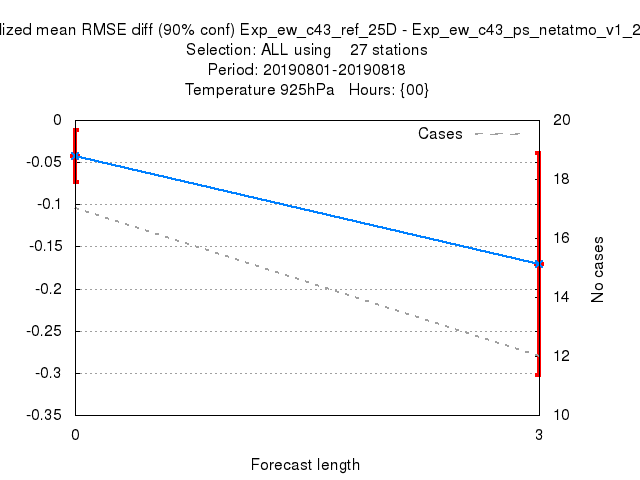 lized mean RMSE diff (90% conf) Exp_ew_c43_ref_25D - Exp_ew_c43_ps_netatmo_v1_2
Selection: ALL using 27 stations
Period: 20190801-20190818
Temperature 925hPa Hours: {00}
Cases
0
-0.05
-0.1
-0.15
-0.2
-0.25
-0.3
-0.35
20
18
16
14
12
10
No cases
0 3
Forecast length